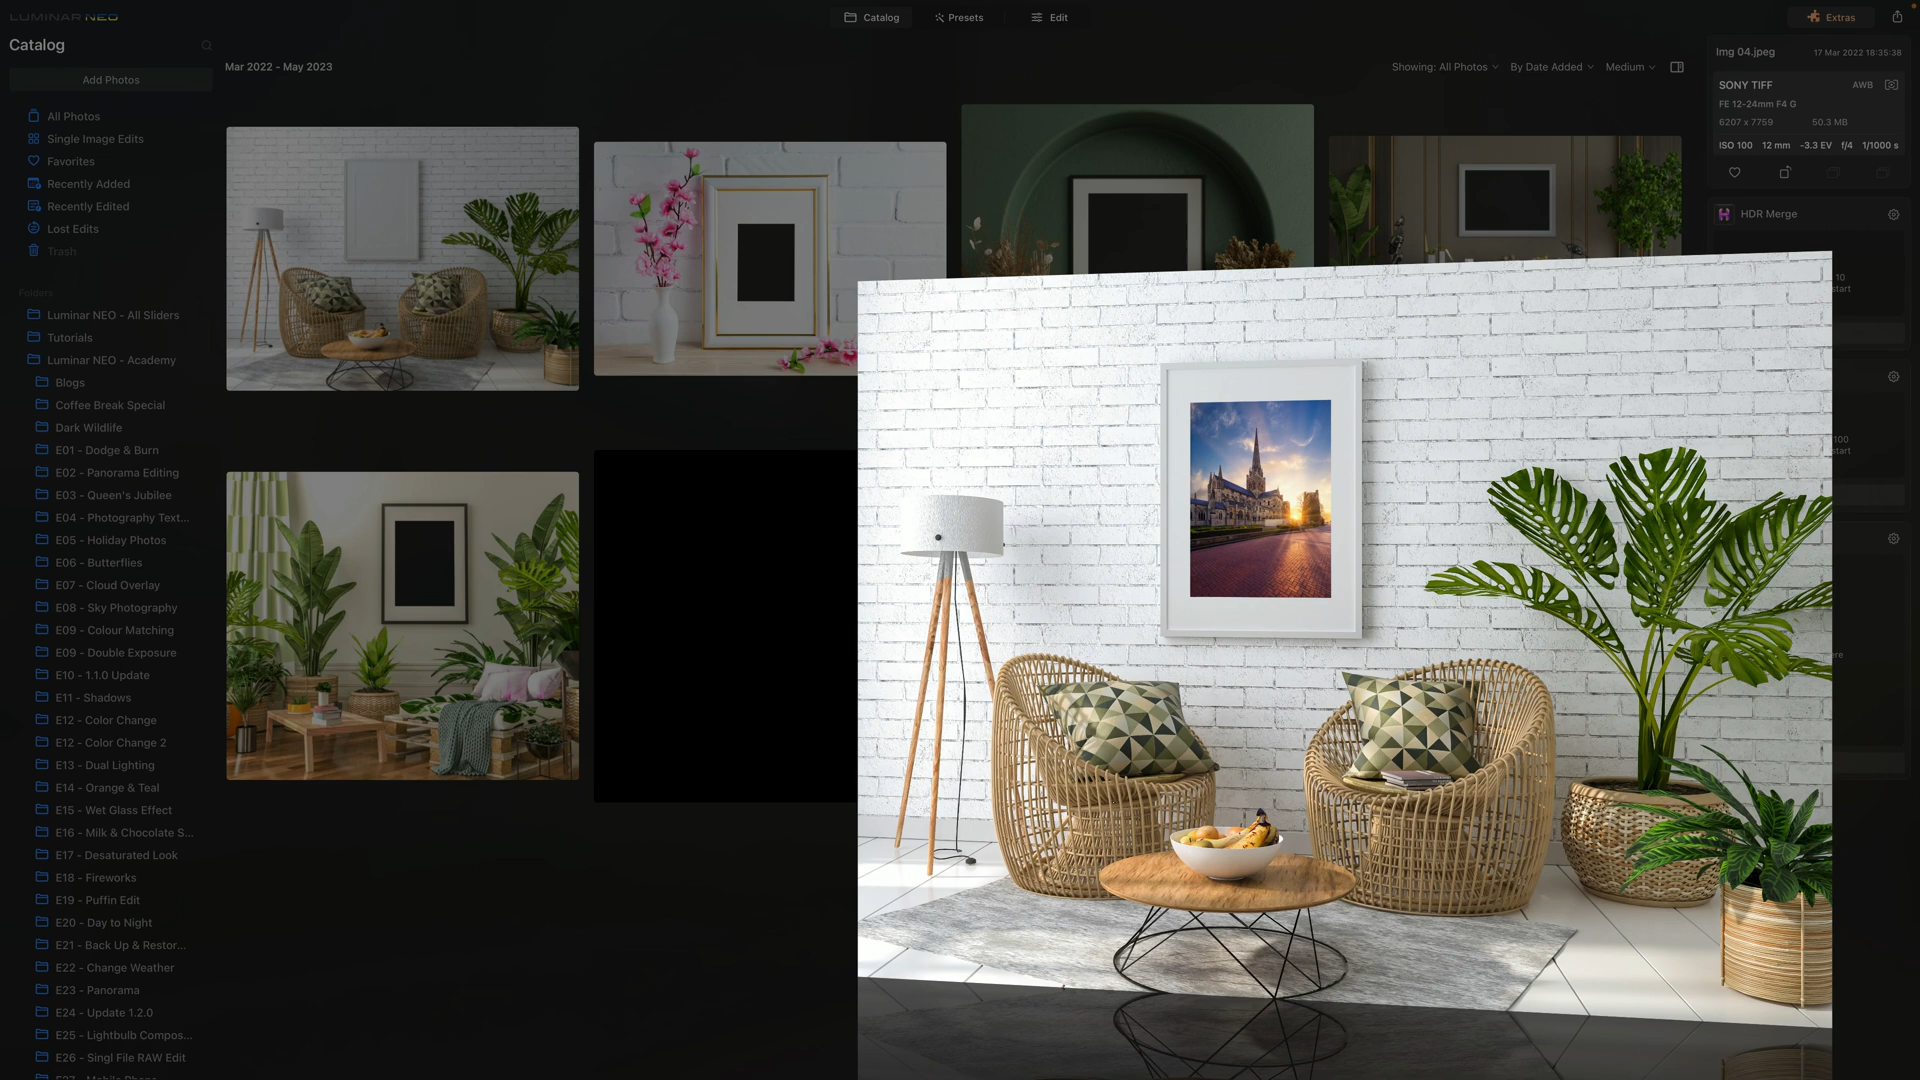 LUMINAR NEO
Catalog
Presets
Edit
Extras
Catalog
Add Photos
Mar 2022 - May 2023
Showing: All Photos
By Date Added
Medium
Img 04.jpeg
17 Mar 2022 18:35:38
SONY TIFF
AWB
FE 12-24mm F4 G
6207 x 7759
50.3 MB
ISO 100
12 mm
-3.3 EV
f/4
1/1000 s
HDR Merge
10
start
100
start
All Photos
Single Image Edits
Favorites
Recently Added
Recently Edited
Lost Edits
Trash
Folders
Luminar NEO - All Sliders
Tutorials
Luminar NEO - Academy
Blogs
Coffee Break Special
Dark Wildlife
E01 - Dodge & Burn
E02 - Panorama Editing
E03 - Queen's Jubilee
E04 - Photography Text...
E05 - Holiday Photos
E06 - Butterflies
E07 - Cloud Overlay
E08 - Sky Photography
E09 - Colour Matching
E09 - Double Exposure
E10 - 1.1.0 Update
E11 - Shadows
E12 - Color Change
E12 - Color Change 2
E13 - Dual Lighting
E14 - Orange & Teal
E15 - Wet Glass Effect
E16 - Milk & Chocolate S...
E17 - Desaturated Look
E18 - Fireworks
E19 - Puffin Edit
E20 - Day to Night
E21 - Back Up & Restor...
E22 - Change Weather
E23 - Panorama
E24 - Update 1.2.0
E25 - Lightbulb Compos...
E26 - Singl File RAW Edit